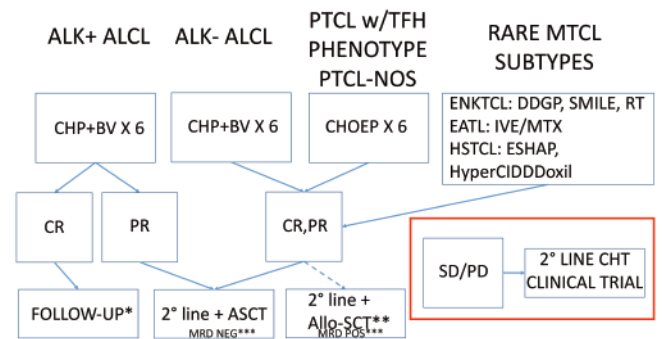 ALK+ ALCL
ALK- ALCL
PTCL w/TFH
PHENOTYPE
PTCL-NOS
RARE MTCL
SUBTYPES
CHP+BV X 6
CHP+BV X 6
CHOEP X 6
ENKTCL: DDGP, SMILE, RT
EATL: IVE/MTX
HSTCL: ESHAP,
HyperCIDDDoxil
CR
PR
CR,PR
SD/PD
2° LINE CHT
CLINICAL TRIAL
FOLLOW-UP*
2° line + ASCT
MRD NEG***
2° line +
Allo-SCT**
MRD POS***